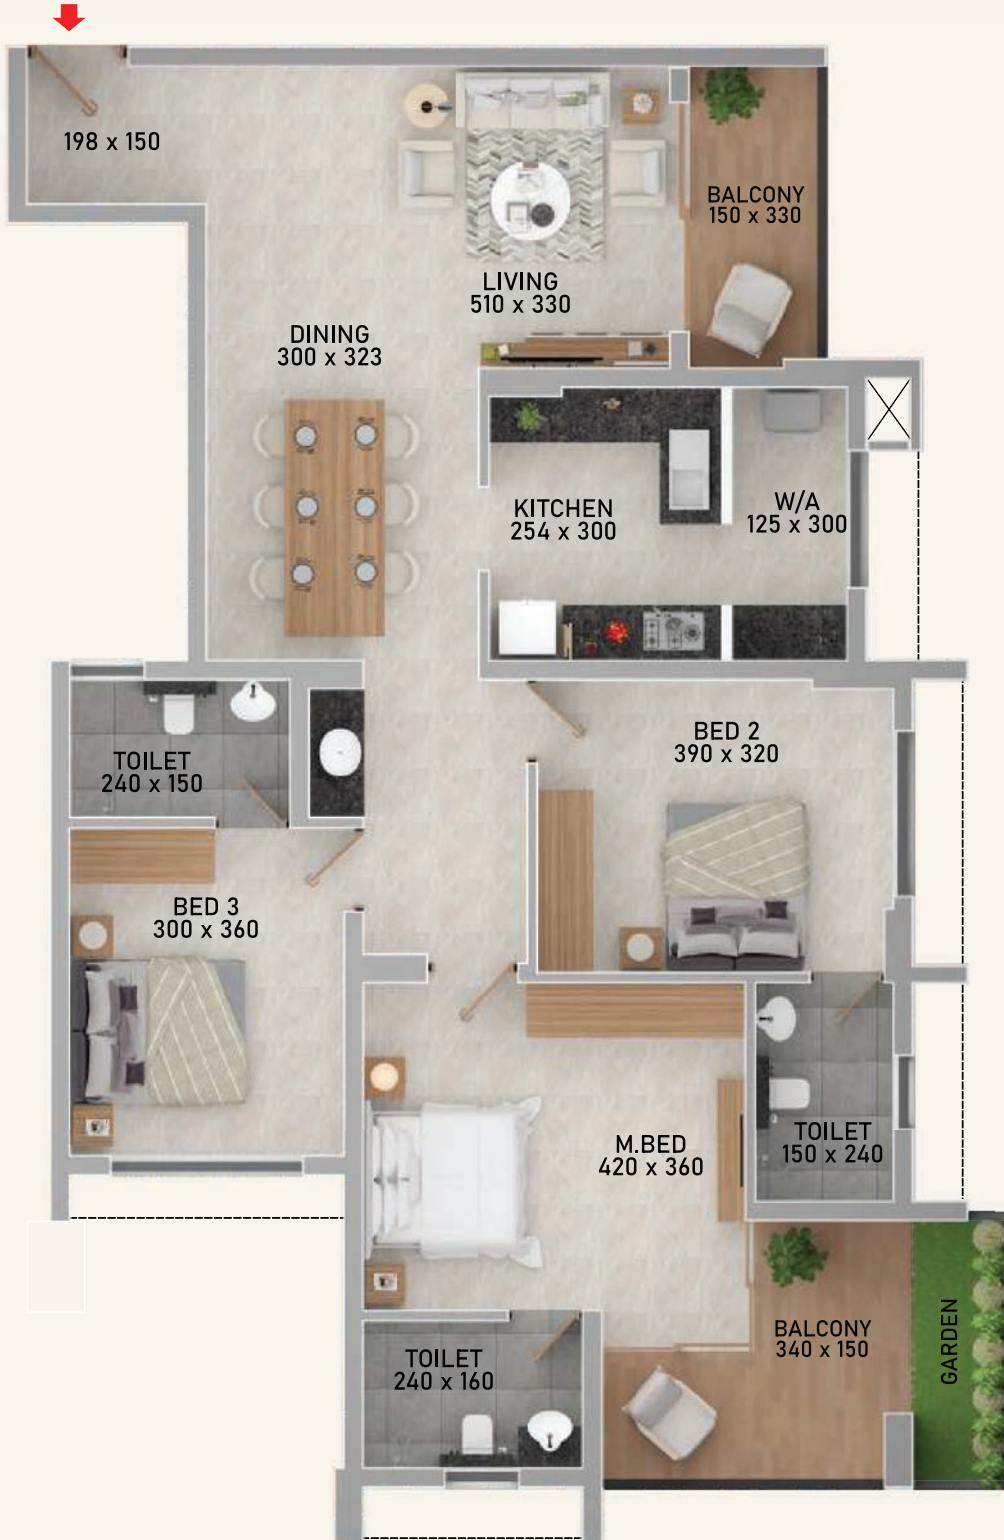 198 x 150
BALCONY
150 x 330
LIVING
510 x 330
DINING
300 x 323
KITCHEN
254 x 300
W/A
125 x 300
BED 2
390 x 320
TOILET
240 x 150
BED 3
300 x 360
M.BED
420 x 360
TOILET
150 x 240
BALCONY
340 x 150
GARDEN
TOILET
240 x 160